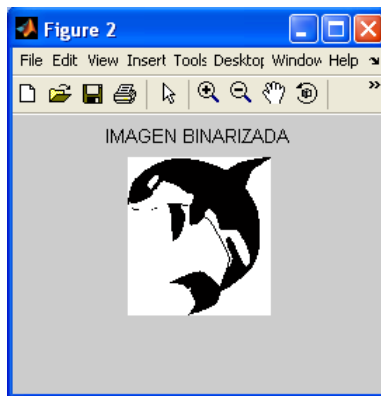 Figure 2
File Edit View Insert Tools Desktop Window Help
IMAGEN BINARIZADA